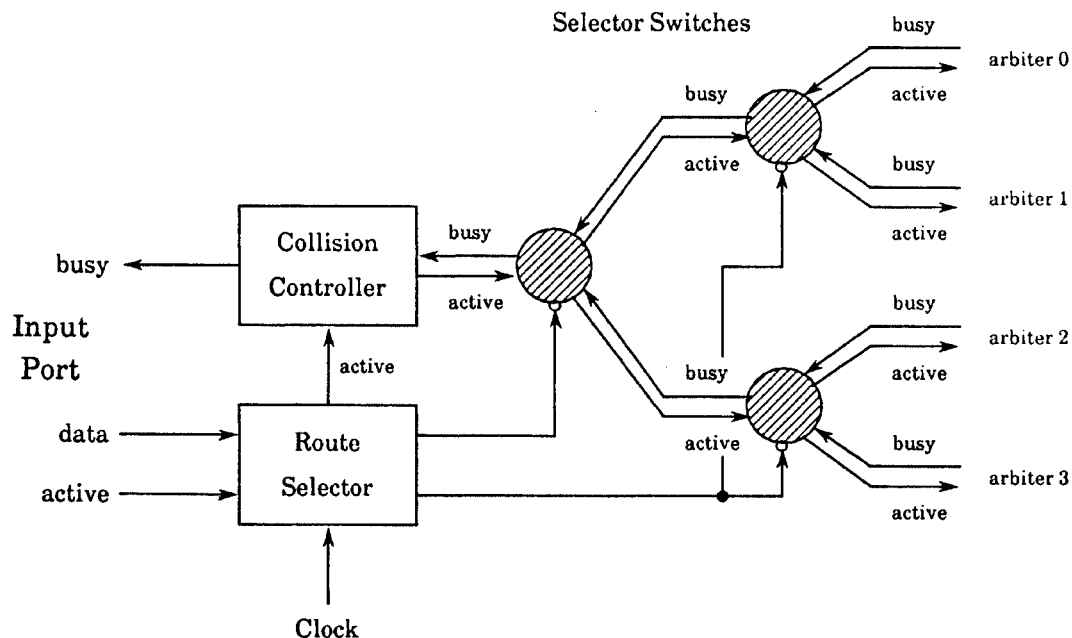 Selector Switches
busy
arbiter 0
active
busy
active
busy
arbiter 1
active
Collision
Controller
busy
active
busy
Input
Port
active
data
active
Route
Selector
busy
active
busy
arbiter 2
active
busy
arbiter 3
active
Clock